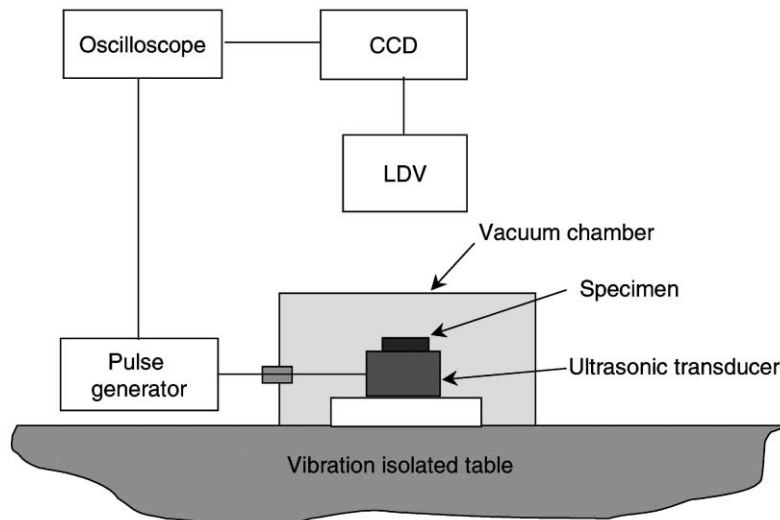 Oscilloscope
CCD
LDV
Vacuum chamber
Specimen
Pulse
generator
Ultrasonic transducer
Vibration isolated table